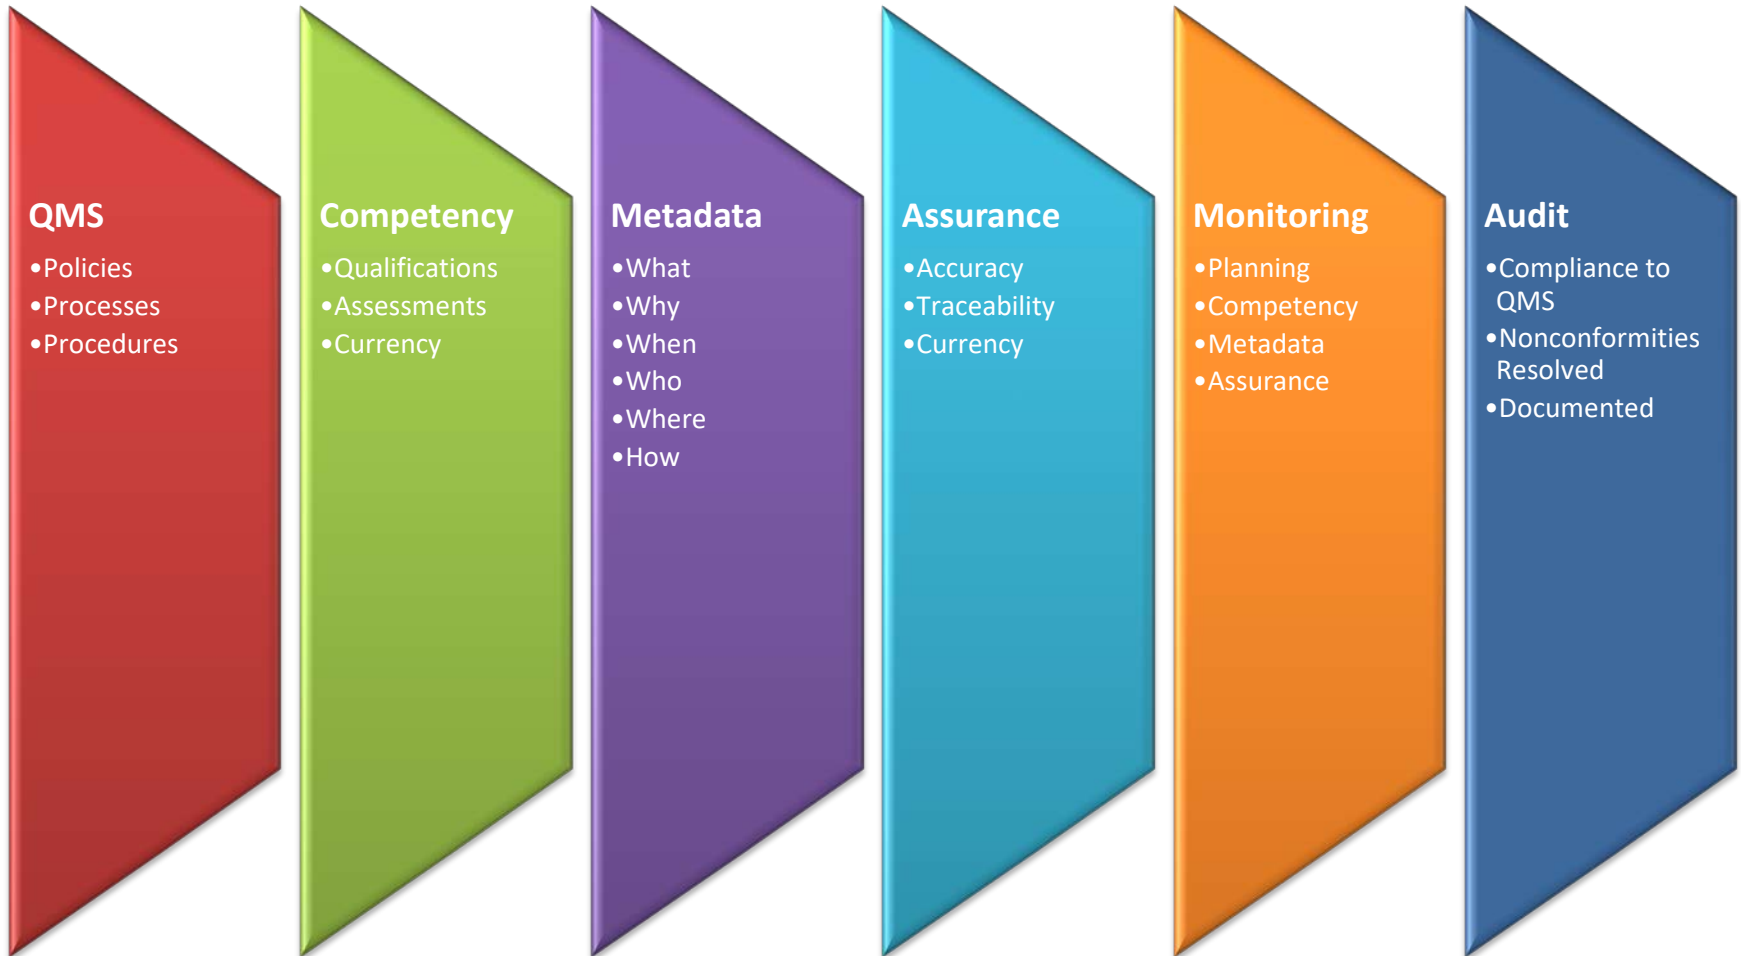 QMS
•Policies
•Processes
•Procedures
Competency
•Qualifications
•Assessments
•Currency
Metadata
•What
•Why
•When
•Who
•Where
•How
Assurance
•Accuracy
•Traceability
•Currency
Monitoring
•Planning
•Competency
•Metadata
•Assurance
Audit
•Compliance to
QMS
•Nonconformities
Resolved
•Documented